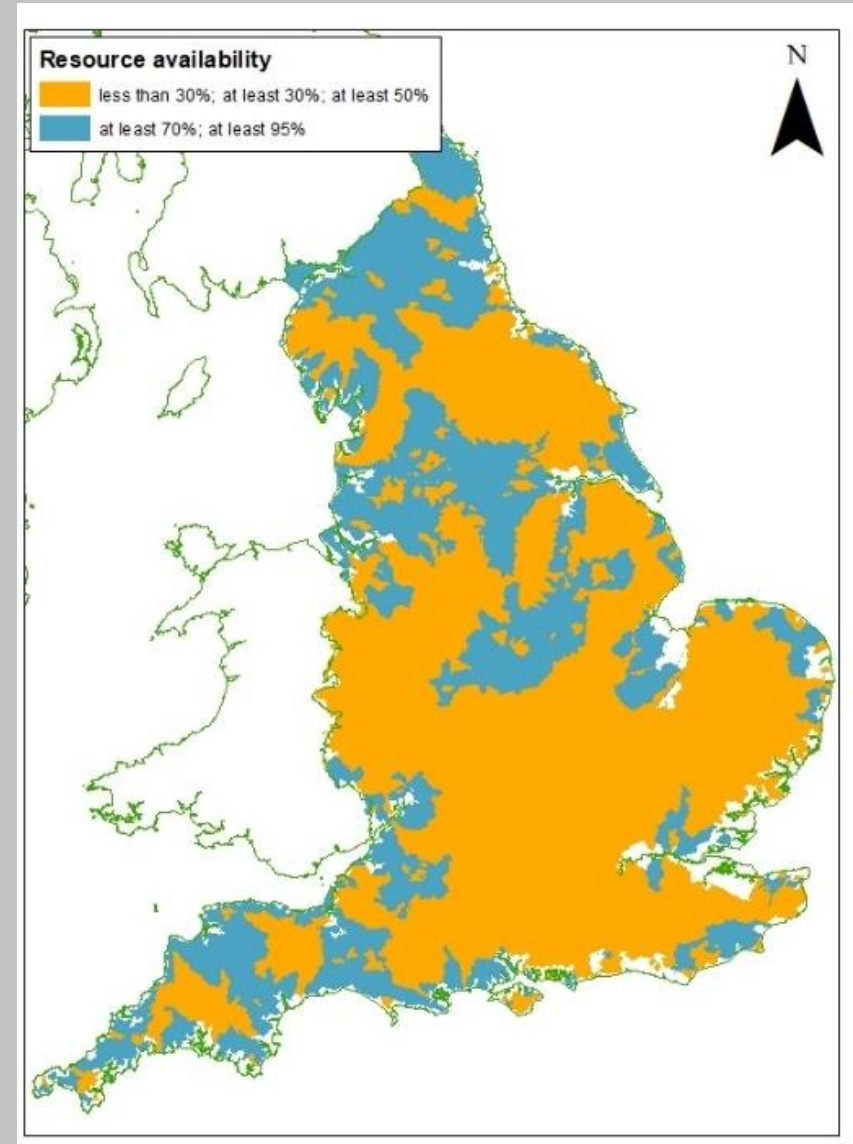 Resource availability
less than 30%; at least 30%; at least 50%
at least 70%; at least 95%
N